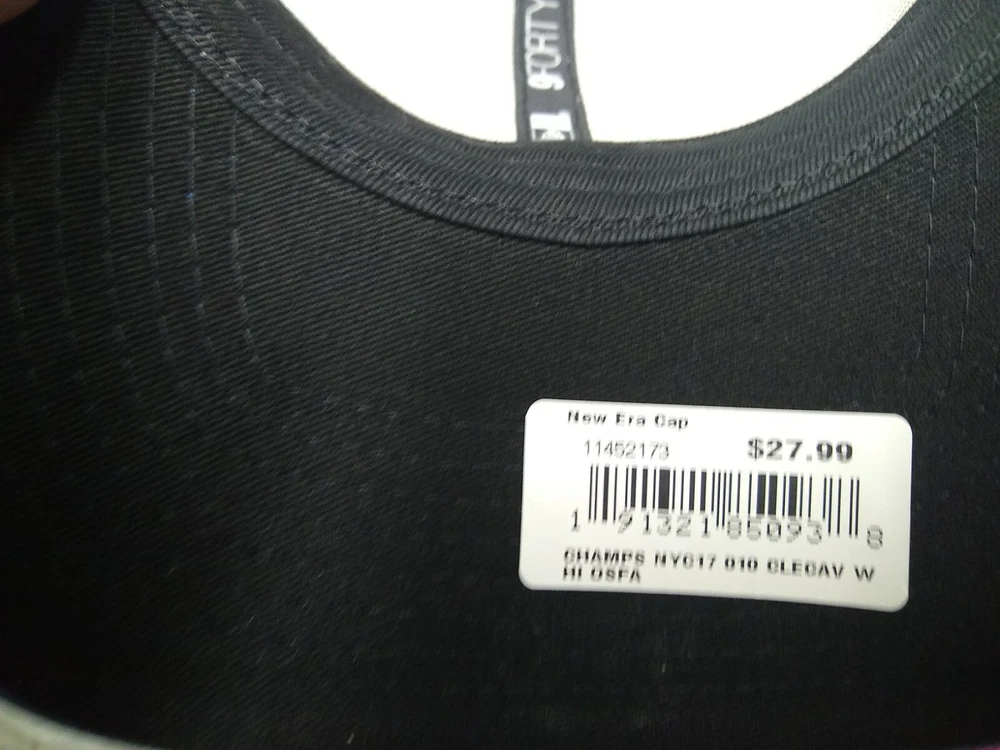 9FORTY
New Era Cap
11452173 $27.99
1 91321 85093 8
CHAMPS NYC17 010 CLECAV W
HI OSFA